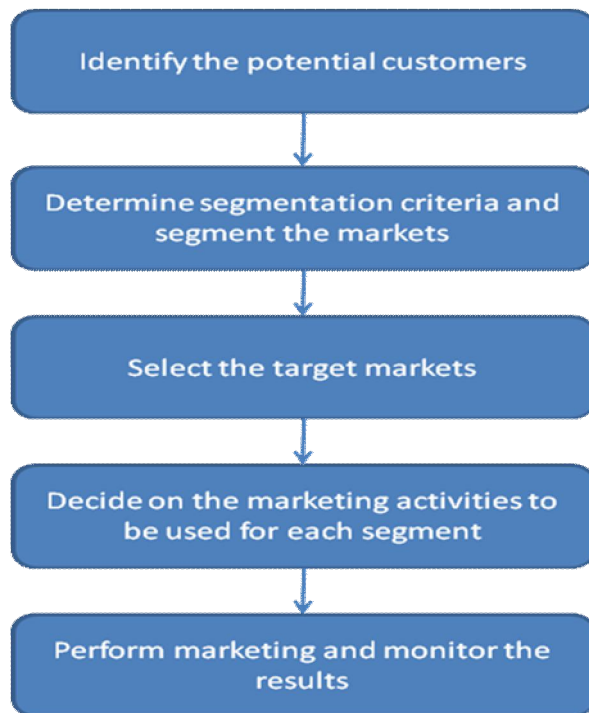 Identify the potential customers
Determine segmentation criteria and
segment the markets
Select the target markets
Decide on the marketing activities to
be used for each segment
Perform marketing and monitor the
results